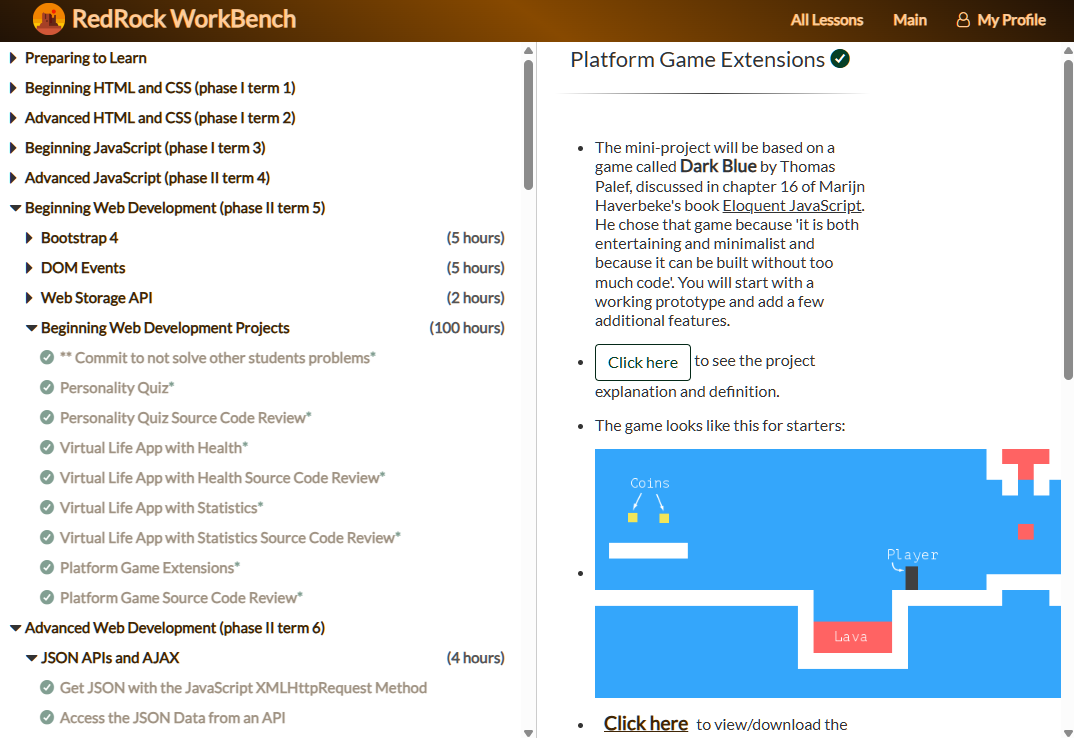 RedRock WorkBench
All Lessons Main My Profile
Preparing to Learn
Beginning HTML and CSS (phase I term 1)
Advanced HTML and CSS (phase I term 2)
Beginning JavaScript (phase I term 3)
Advanced JavaScript (phase II term 4)
Beginning Web Development (phase II term 5)
Bootstrap 4 (5 hours)
DOM Events (5 hours)
Web Storage API (2 hours)
Beginning Web Development Projects (100 hours)
** Commit to not solve other students problems*
Personality Quiz*
Personality Quiz Source Code Review*
Virtual Life App with Health*
Virtual Life App with Health Source Code Review*
Virtual Life App with Statistics*
Virtual Life App with Statistics Source Code Review*
Platform Game Extensions*
Platform Game Source Code Review*
Advanced Web Development (phase II term 6)
JSON APIs and AJAX (4 hours)
Get JSON with the JavaScript XMLHttpRequest Method
Access the JSON Data from an API
Platform Game Extensions
The mini-project will be based on a
game called Dark Blue by Thomas
Palef, discussed in chapter 16 of Marijn
Haverbeke's book Eloquent JavaScript.
He chose that game because 'it is both
entertaining and minimalist and
because it can be built without too
much code'. You will start with a
working prototype and add a few
additional features.
Click here to see the project
explanation and definition.
The game looks like this for starters:
Coins
Player
Lava
Click here to view/download the